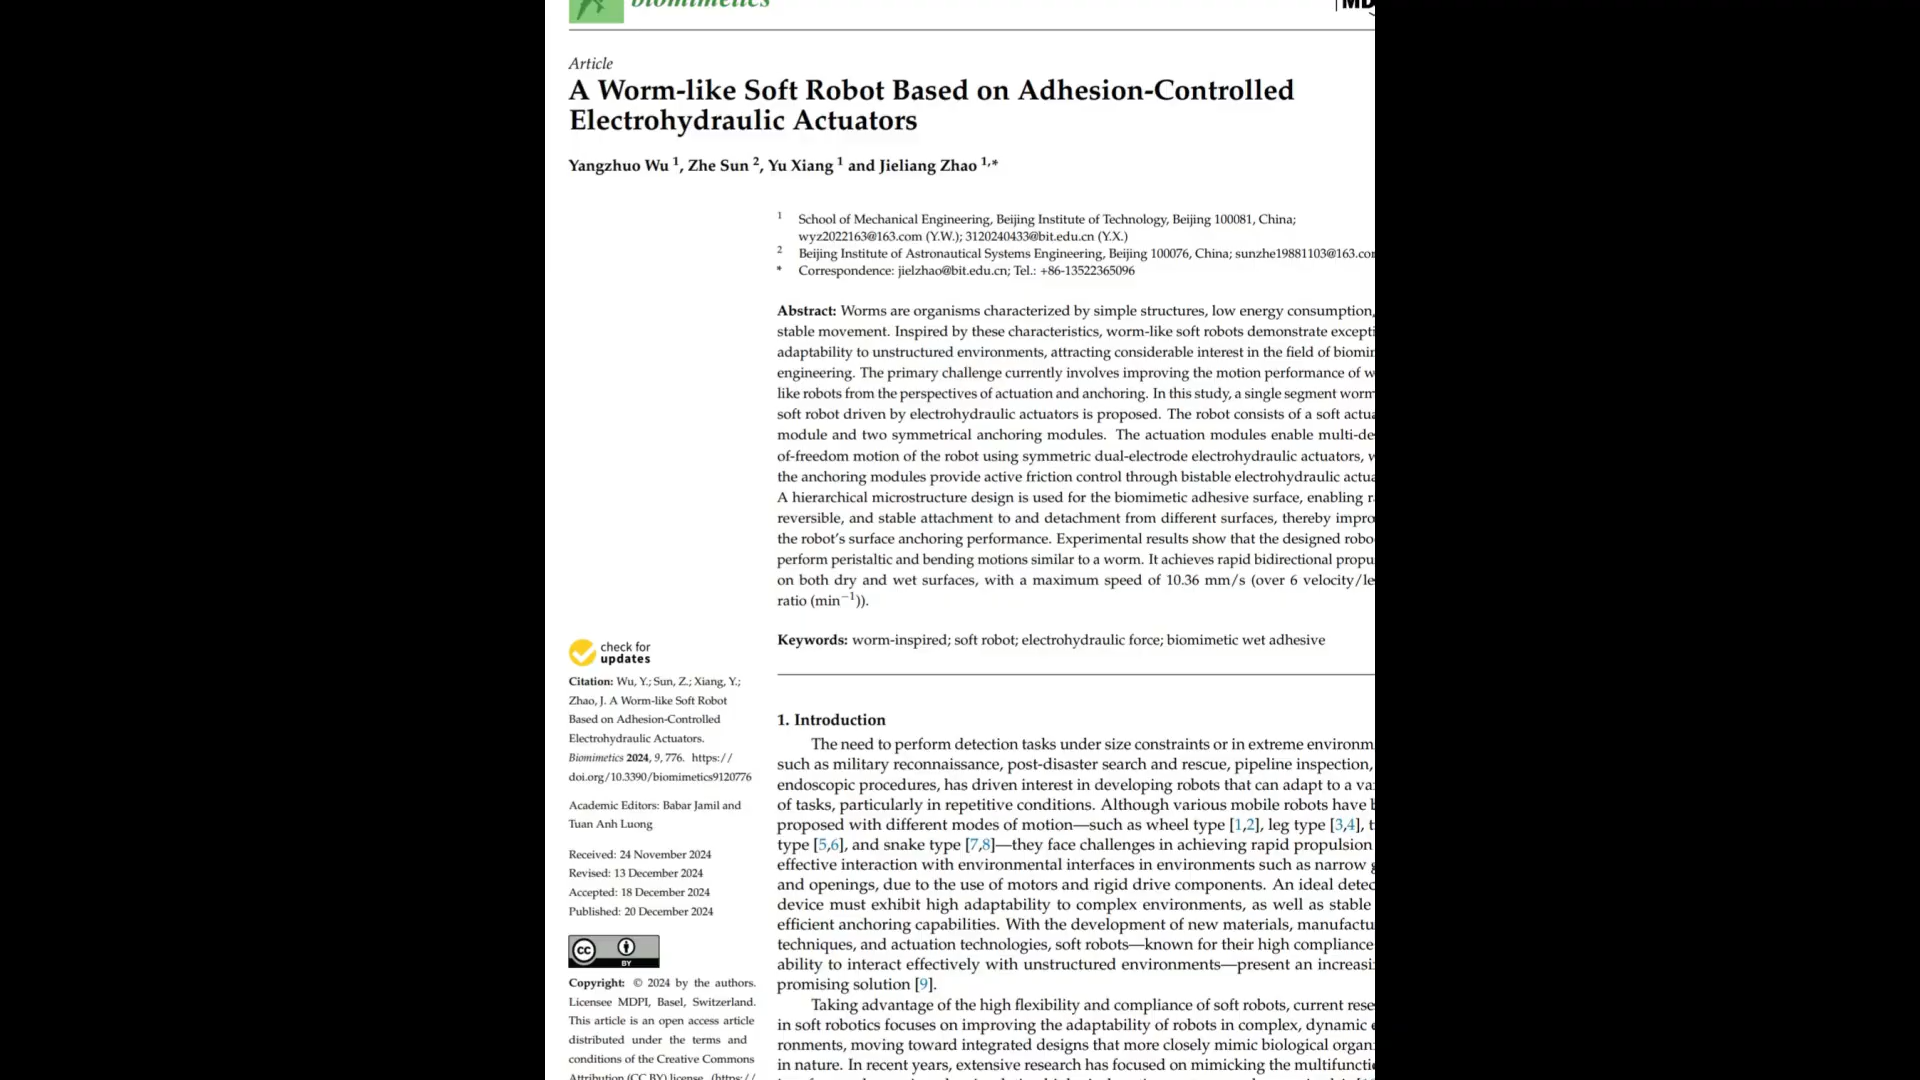 Article
A Worm-like Soft Robot Based on Adhesion-Controlled
Electrohydraulic Actuators
Yangzhuo Wu 1, Zhe Sun 2, Yu Xiang 1 and Jieliang Zhao 1,*
1 School of Mechanical Engineering, Beijing Institute of Technology, Beijing 100081, China;
wyz2022163@163.com (Y.W.); 3120240433@bit.edu.cn (Y.X.)
2 Beijing Institute of Astronautical Systems Engineering, Beijing 100076, China; sunzhe19881103@163.co
* Correspondence: jielzhao@bit.edu.cn; Tel.: +86-13522365096
Abstract: Worms are organisms characterized by simple structures, low energy consumption,
stable movement. Inspired by these characteristics, worm-like soft robots demonstrate excepti
adaptability to unstructured environments, attracting considerable interest in the field of biomi
engineering. The primary challenge currently involves improving the motion performance of w
like robots from the perspectives of actuation and anchoring. In this study, a single segment worm
soft robot driven by electrohydraulic actuators is proposed. The robot consists of a soft actua
module and two symmetrical anchoring modules. The actuation modules enable multi-de
of-freedom motion of the robot using symmetric dual-electrode electrohydraulic actuators,
the anchoring modules provide active friction control through bistable electrohydraulic actua
A hierarchical microstructure design is used for the biomimetic adhesive surface, enabling r
reversible, and stable attachment to and detachment from different surfaces, thereby impro
the robot's surface anchoring performance. Experimental results show that the designed robo
perform peristaltic and bending motions similar to a worm. It achieves rapid bidirectional propu
on both dry and wet surfaces, with a maximum speed of 10.36 mm/s (over 6 velocity/le
ratio (min−1)).
Keywords: worm-inspired; soft robot; electrohydraulic force; biomimetic wet adhesive
check for
updates
Citation: Wu, Y.; Sun, Z.; Xiang, Y.;
Zhao, J. A Worm-like Soft Robot
Based on Adhesion-Controlled
Electrohydraulic Actuators.
Biomimetics 2024, 9, 776. https://
doi.org/10.3390/biomimetics9120776
Academic Editors: Babar Jamil and
Tuan Anh Luong
Received: 24 November 2024
Revised: 13 December 2024
Accepted: 18 December 2024
Published: 20 December 2024
cc BY
Copyright: © 2024 by the authors.
Licensee MDPI, Basel, Switzerland.
This article is an open access article
distributed under the terms and
conditions of the Creative Commons
Attribution (CC BY) license (https://
1. Introduction
The need to perform detection tasks under size constraints or in extreme environm
such as military reconnaissance, post-disaster search and rescue, pipeline inspection,
endoscopic procedures, has driven interest in developing robots that can adapt to a va
of tasks, particularly in repetitive conditions. Although various mobile robots have b
proposed with different modes of motion—such as wheel type [1,2], leg type [3,4], t
type [5,6], and snake type [7,8]—they face challenges in achieving rapid propulsion
effective interaction with environmental interfaces in environments such as narrow g
and openings, due to the use of motors and rigid drive components. An ideal detec
device must exhibit high adaptability to complex environments, as well as stable
efficient anchoring capabilities. With the development of new materials, manufactu
techniques, and actuation technologies, soft robots—known for their high compliance
ability to interact effectively with unstructured environments—present an increasi
promising solution [9].
Taking advantage of the high flexibility and compliance of soft robots, current rese
in soft robotics focuses on improving the adaptability of robots in complex, dynamic e
ronments, moving toward integrated designs that more closely mimic biological organ
in nature. In recent years, extensive research has focused on mimicking the multifuncti